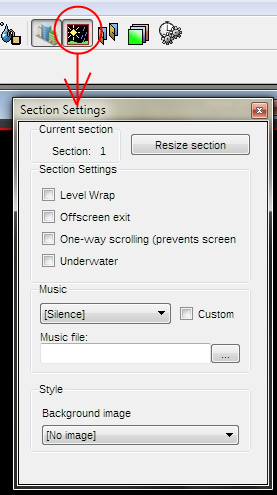 Section Settings
Current section
Section: 1
Resize section
Section Settings
Level Wrap
Offscreen exit
One-way scrolling (prevents screen
Underwater
Music
[Silence]
Custom
Music file:
...
Style
Background image
[No image]